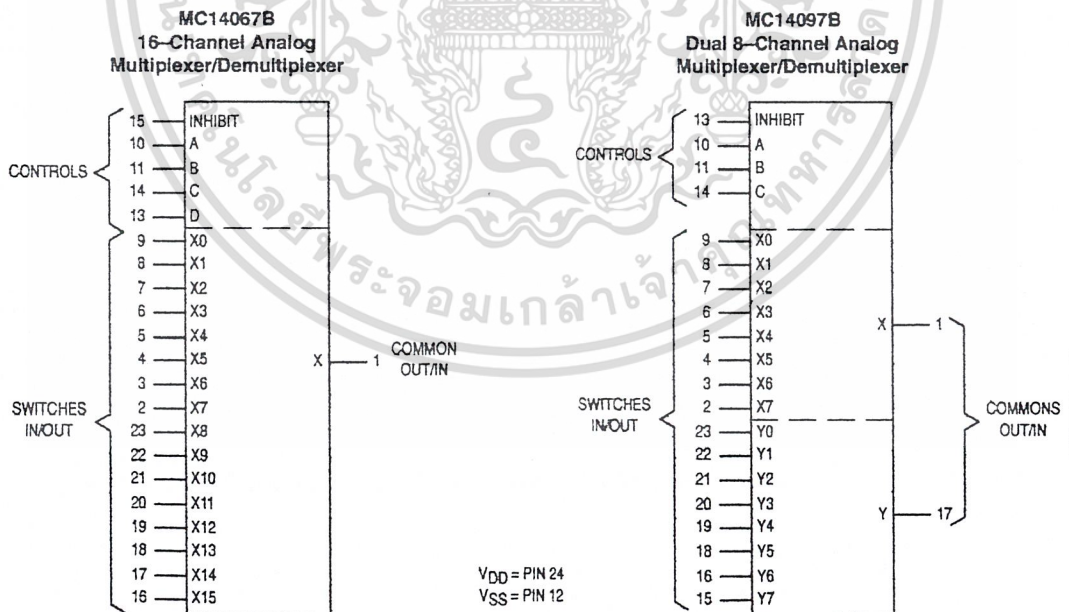 MC14067B
16–Channel Analog
Multiplexer/Demultiplexer
CONTROLS
15 INHIBIT
10 A
11 B
14 C
13 D
SWITCHES
IN/OUT
9 X0
8 X1
7 X2
6 X3
5 X4
4 X5
3 X6
2 X7
23 X8
22 X9
21 X10
20 X11
19 X12
18 X13
17 X14
16 X15
X 1 COMMON
OUT/IN
VDD = PIN 24
VSS = PIN 12
MC14097B
Dual 8–Channel Analog
Multiplexer/Demultiplexer
CONTROLS
13 INHIBIT
10 A
11 B
14 C
SWITCHES
IN/OUT
9 X0
8 X1
7 X2
6 X3
5 X4
4 X5
3 X6
2 X7
23 Y0
22 Y1
21 Y2
20 Y3
19 Y4
18 Y5
16 Y6
15 Y7
X 1
Y 17
COMMONS
OUT/IN